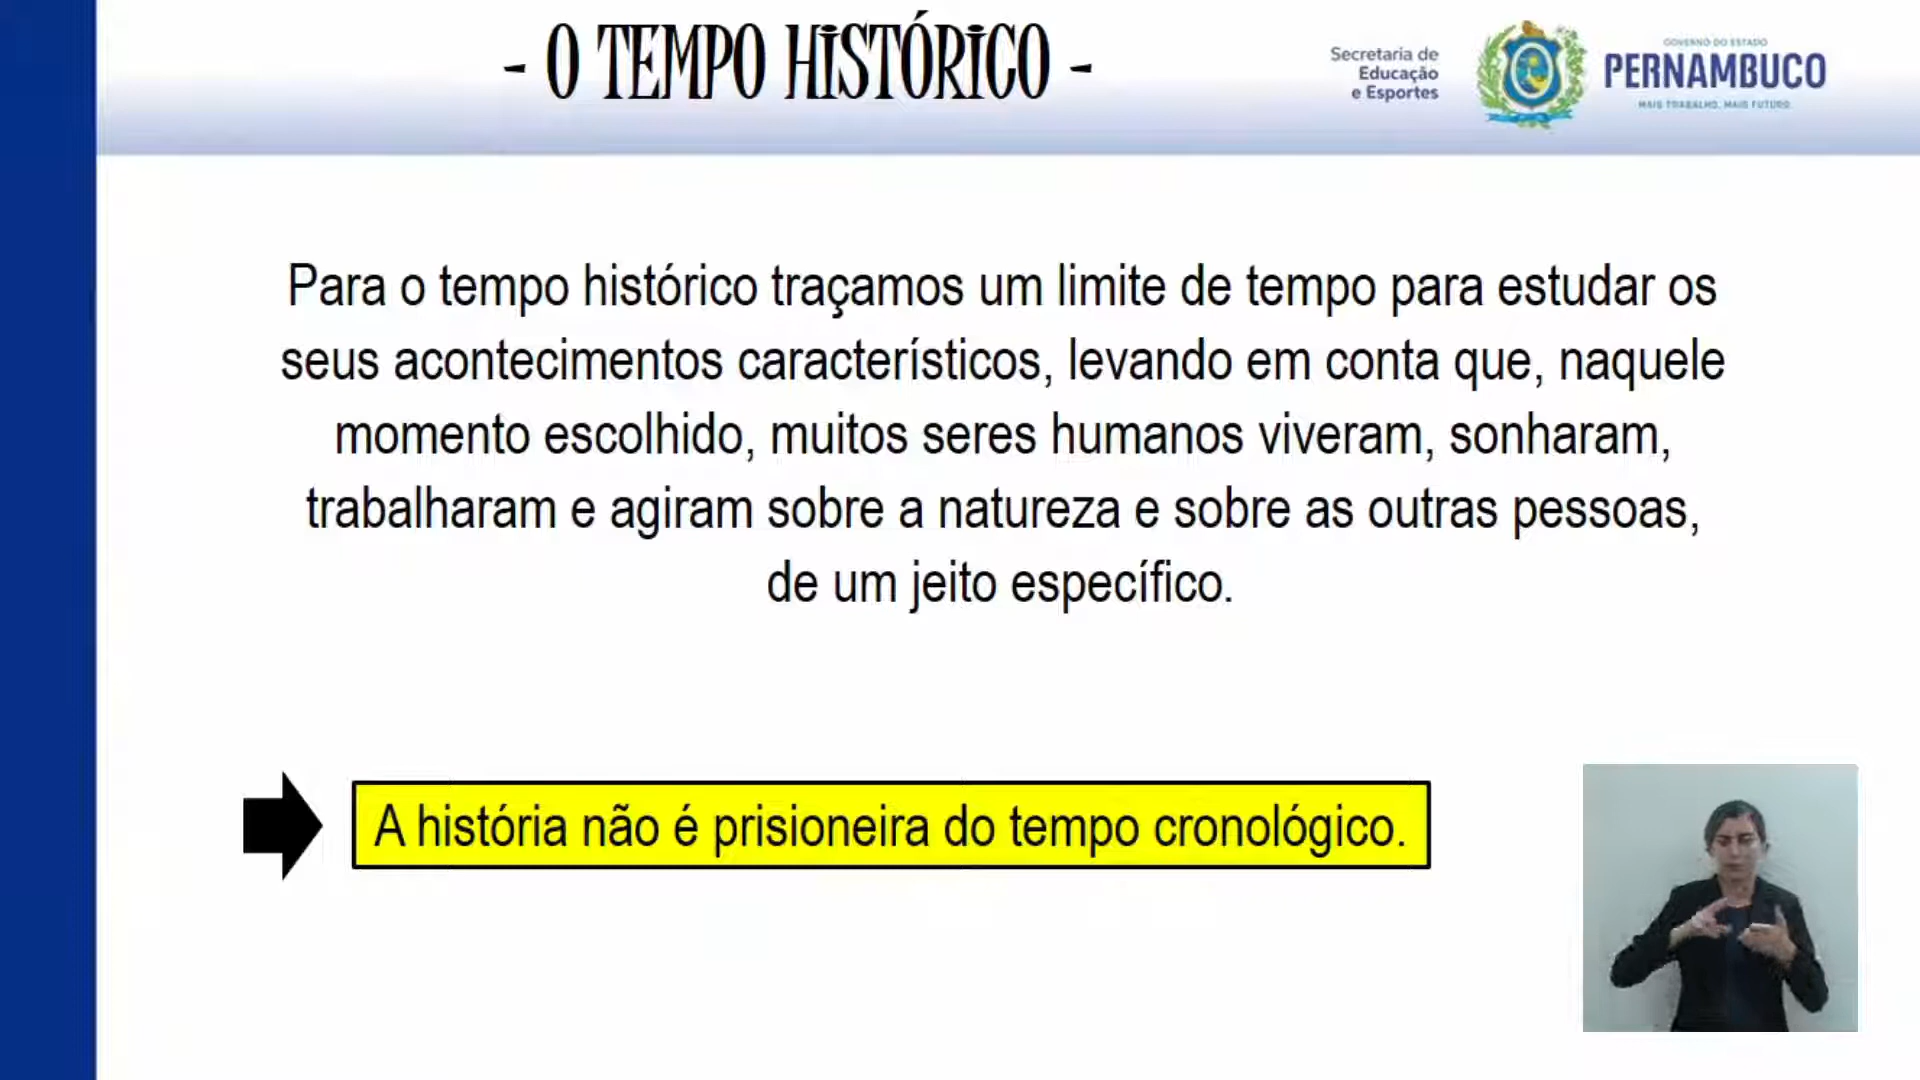 - O TEMPO HISTÓRICO -
Secretaria de
Educação
e Esportes
GOVERNO DO ESTADO
PERNAMBUCO
MAIS TRABALHO, MAIS FUTURO.
Para o tempo histórico traçamos um limite de tempo para estudar os
seus acontecimentos característicos, levando em conta que, naquele
momento escolhido, muitos seres humanos viveram, sonharam,
trabalharam e agiram sobre a natureza e sobre as outras pessoas,
de um jeito específico.
A história não é prisioneira do tempo cronológico.